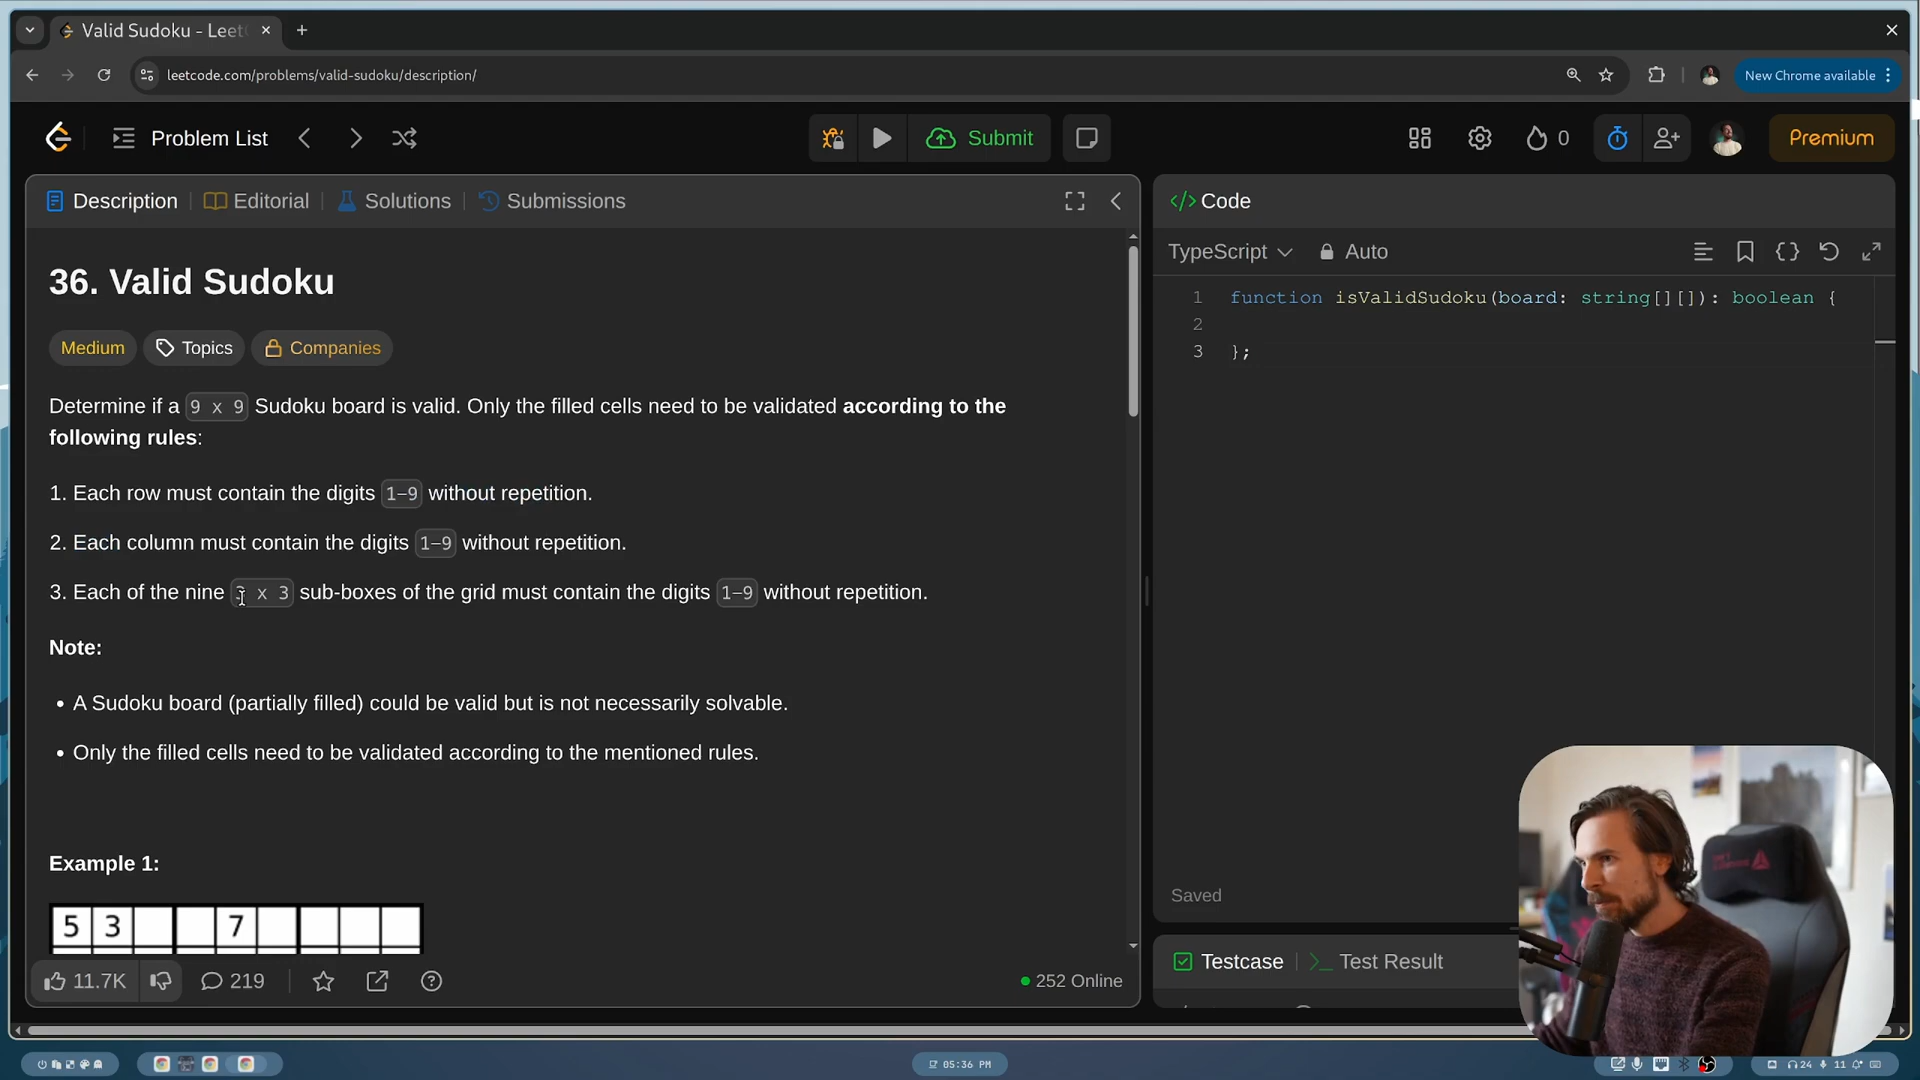 Valid Sudoku - Leet
leetcode.com/problems/valid-sudoku/description/
New Chrome available
Problem List
Submit
0
Premium
Description
Editorial
Solutions
Submissions
</> Code
TypeScript
Auto
36. Valid Sudoku
Medium
Topics
Companies
Determine if a 9 x 9 Sudoku board is valid. Only the filled cells need to be validated according to the
following rules:
1. Each row must contain the digits 1-9 without repetition.
2. Each column must contain the digits 1-9 without repetition.
3. Each of the nine 3 x 3 sub-boxes of the grid must contain the digits 1-9 without repetition.
Note:
• A Sudoku board (partially filled) could be valid but is not necessarily solvable.
• Only the filled cells need to be validated according to the mentioned rules.
Example 1:
5 3 7
11.7K
219
252 Online
1 function isValidSudoku(board: string[][]): boolean {
2
3 };
Saved
Testcase
>_ Test Result
05:36 PM
24
11